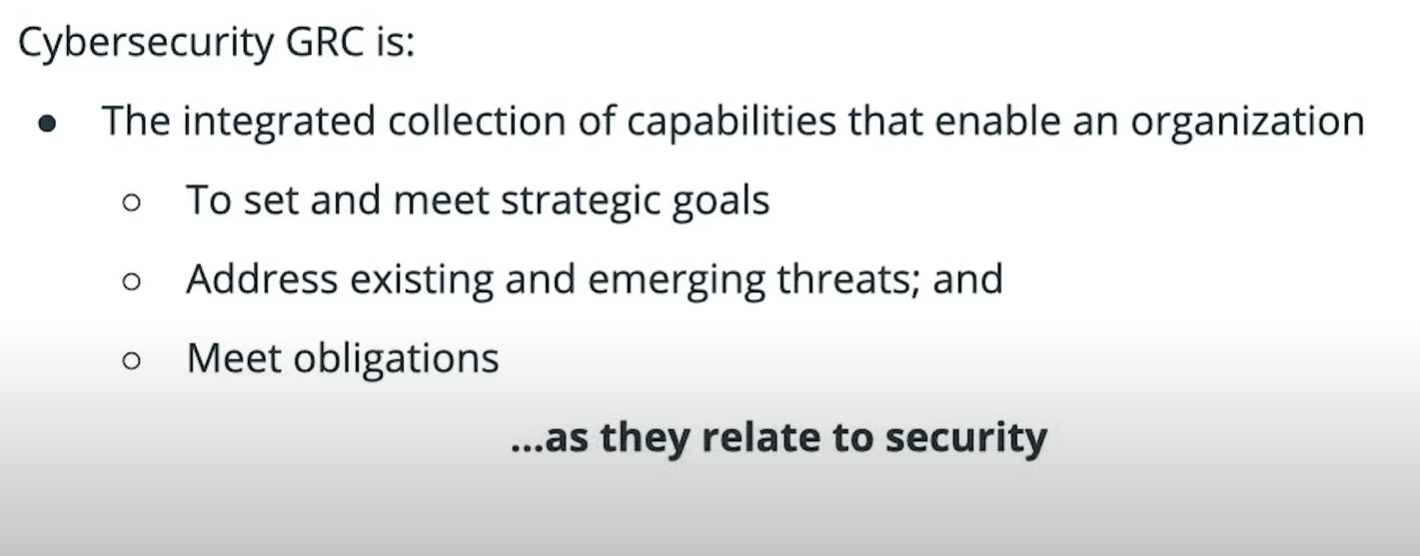 Cybersecurity GRC is:
● The integrated collection of capabilities that enable an organization
○ To set and meet strategic goals
○ Address existing and emerging threats; and
○ Meet obligations
...as they relate to security